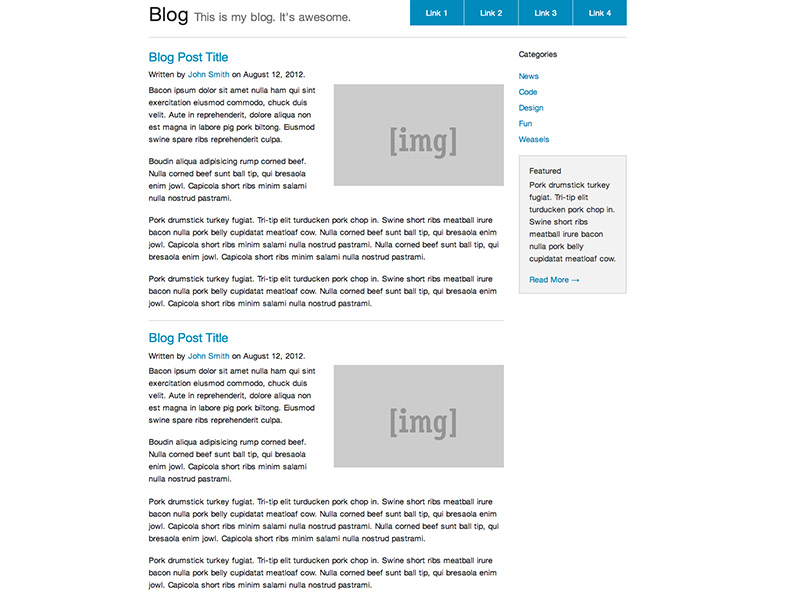 Blog This is my blog. It's awesome.
Link 1 Link 2 Link 3 Link 4
Blog Post Title
Written by John Smith on August 12, 2012.
Bacon ipsum dolor sit amet nulla ham qui sint
exercitation eiusmod commodo, chuck duis
velit. Aute in reprehenderit, dolore aliqua non
est magna in labore pig pork biltong. Eiusmod
swine spare ribs reprehenderit culpa.
[img]
Boudin aliqua adipisicing rump corned beef.
Nulla corned beef sunt ball tip, qui bresaola
enim jowl. Capicola short ribs minim salami
nulla nostrud pastrami.
Pork drumstick turkey fugiat. Tri-tip elit turducken pork chop in. Swine short ribs meatball irure
bacon nulla pork belly cupidatat meatloaf cow. Nulla corned beef sunt ball tip, qui bresaola enim
jowl. Capicola short ribs minim salami nulla nostrud pastrami. Nulla corned beef sunt ball tip, qui
bresaola enim jowl. Capicola short ribs minim salami nulla nostrud pastrami.
Pork drumstick turkey fugiat. Tri-tip elit turducken pork chop in. Swine short ribs meatball irure
bacon nulla pork belly cupidatat meatloaf cow. Nulla corned beef sunt ball tip, qui bresaola enim
jowl. Capicola short ribs minim salami nulla nostrud pastrami.
Blog Post Title
Written by John Smith on August 12, 2012.
Bacon ipsum dolor sit amet nulla ham qui sint
exercitation eiusmod commodo, chuck duis
velit. Aute in reprehenderit, dolore aliqua non
est magna in labore pig pork biltong. Eiusmod
swine spare ribs reprehenderit culpa.
[img]
Boudin aliqua adipisicing rump corned beef.
Nulla corned beef sunt ball tip, qui bresaola
enim jowl. Capicola short ribs minim salami
nulla nostrud pastrami.
Pork drumstick turkey fugiat. Tri-tip elit turducken pork chop in. Swine short ribs meatball irure
bacon nulla pork belly cupidatat meatloaf cow. Nulla corned beef sunt ball tip, qui bresaola enim
jowl. Capicola short ribs minim salami nulla nostrud pastrami. Nulla corned beef sunt ball tip, qui
bresaola enim jowl. Capicola short ribs minim salami nulla nostrud pastrami.
Pork drumstick turkey fugiat. Tri-tip elit turducken pork chop in. Swine short ribs meatball irure
bacon nulla pork belly cupidatat meatloaf cow. Nulla corned beef sunt ball tip, qui bresaola enim
jowl. Capicola short ribs minim salami nulla nostrud pastrami.
Categories
News
Code
Design
Fun
Weasels
Featured
Pork drumstick turkey
fugiat. Tri-tip elit
turducken pork chop in.
Swine short ribs
meatball irure bacon
nulla pork belly
cupidatat meatloaf cow.
Read More →